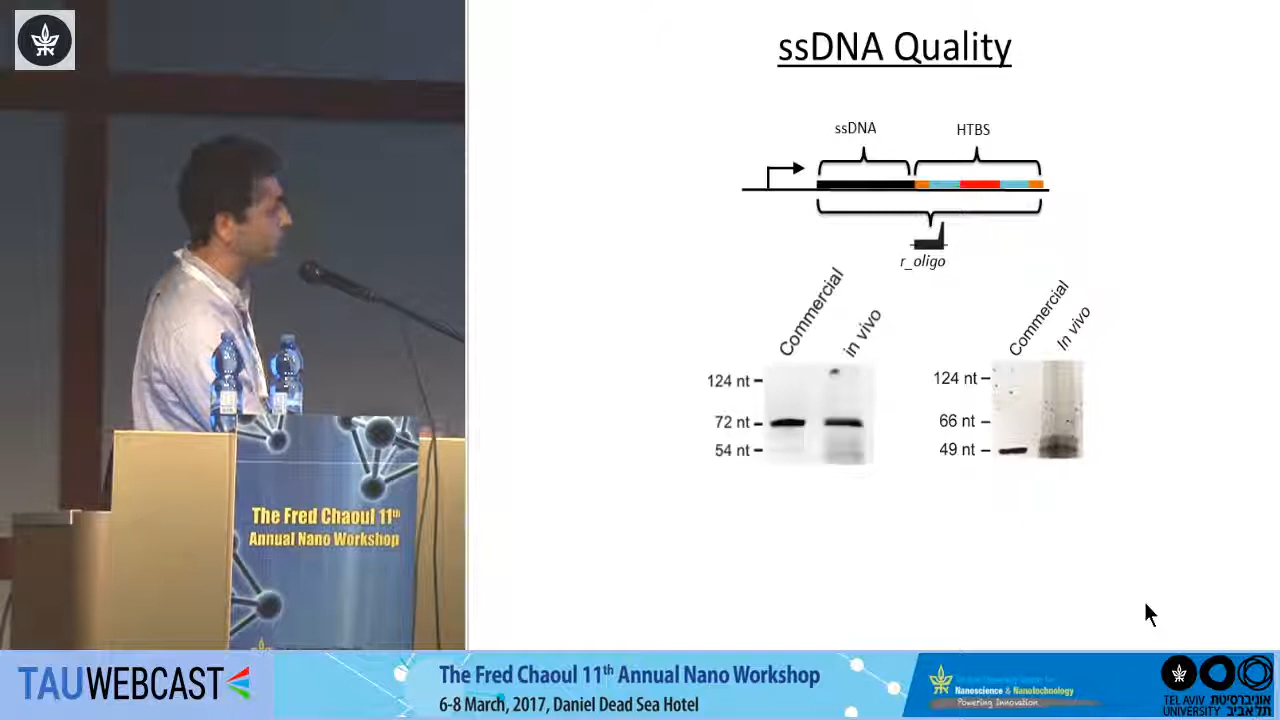 ssDNA Quality
ssDNA
HTBS
r_oligo
Commercial
in vivo
124 nt
72 nt
54 nt
Commercial
In vivo
124 nt
66 nt
49 nt
The Fred Chaoul 11th
Annual Nano Workshop
TAUWEBCAST
The Fred Chaoul 11th Annual Nano Workshop
6-8 March, 2017, Daniel Dead Sea Hotel
Nanoscience & Nanotechnology
Powering Innovation
TEL AVIV אוניברסיטת
UNIVERSITY תל אביב